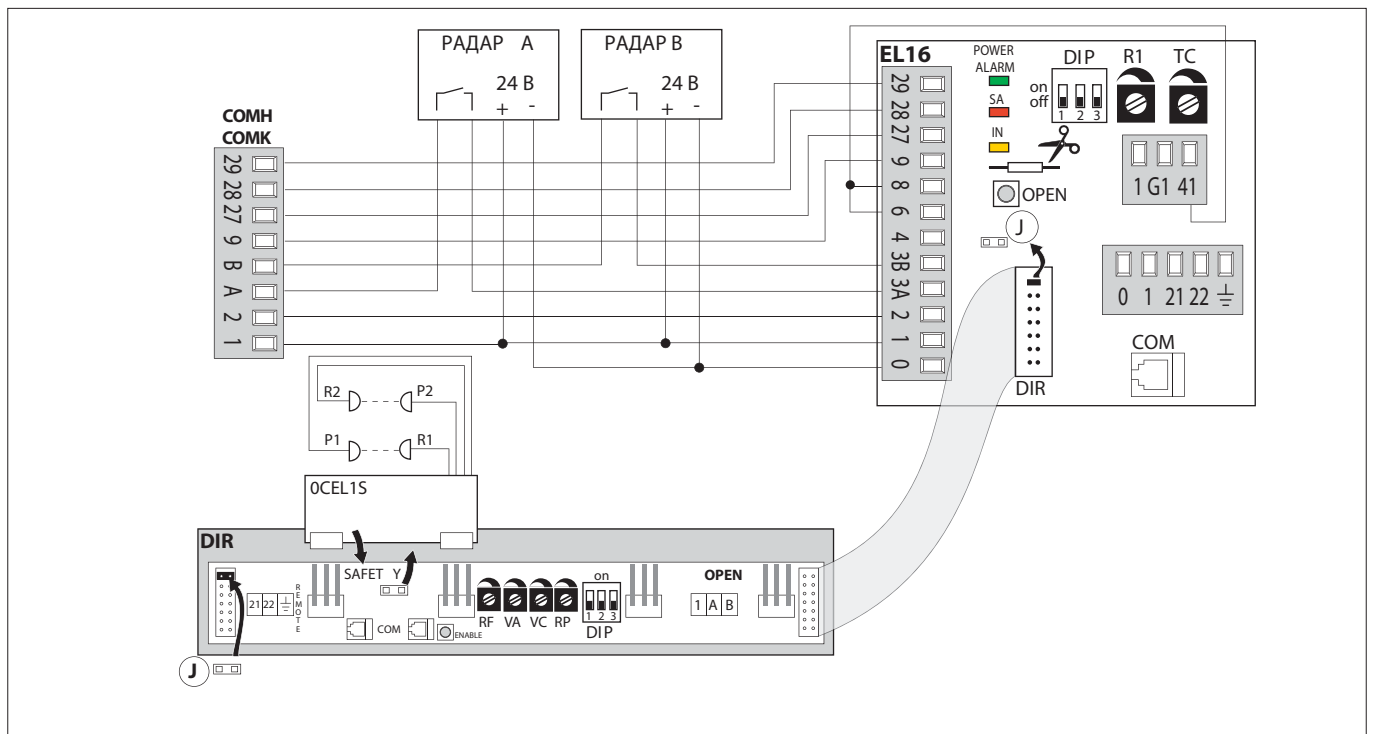 РАДАР A
24 В
+ -
РАДАР B
24 В
+ -
COMH
COMK
29
28
27
9
B
A
2
1
EL16
29
28
27
9
8
6
4
3B
3A
2
1
0
POWER
ALARM
SA
IN
OPEN
on
off
DIP
1 2 3
R1
TC
1 G1 41
0 1 21 22
J
DIR
COM
R2
P2
P1
R1
0CEL1S
DIR
SAFET Y
21 22
REMOTE
COM
ENABLE
RF VA VC RP
on
1 2 3
DIP
OPEN
1 A B
J